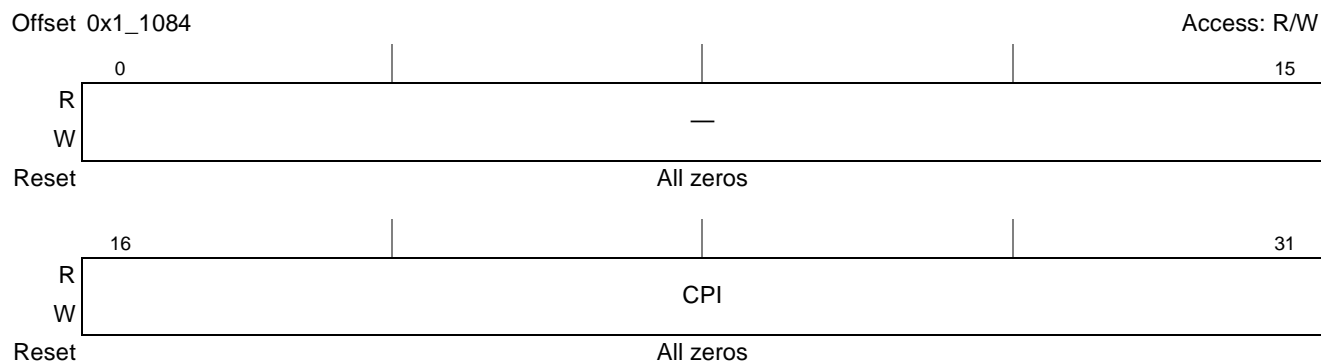 Offset 0x1_1084 Access: R/W
0 15
R
—
W
Reset All zeros
16 31
R
CPI
W
Reset All zeros